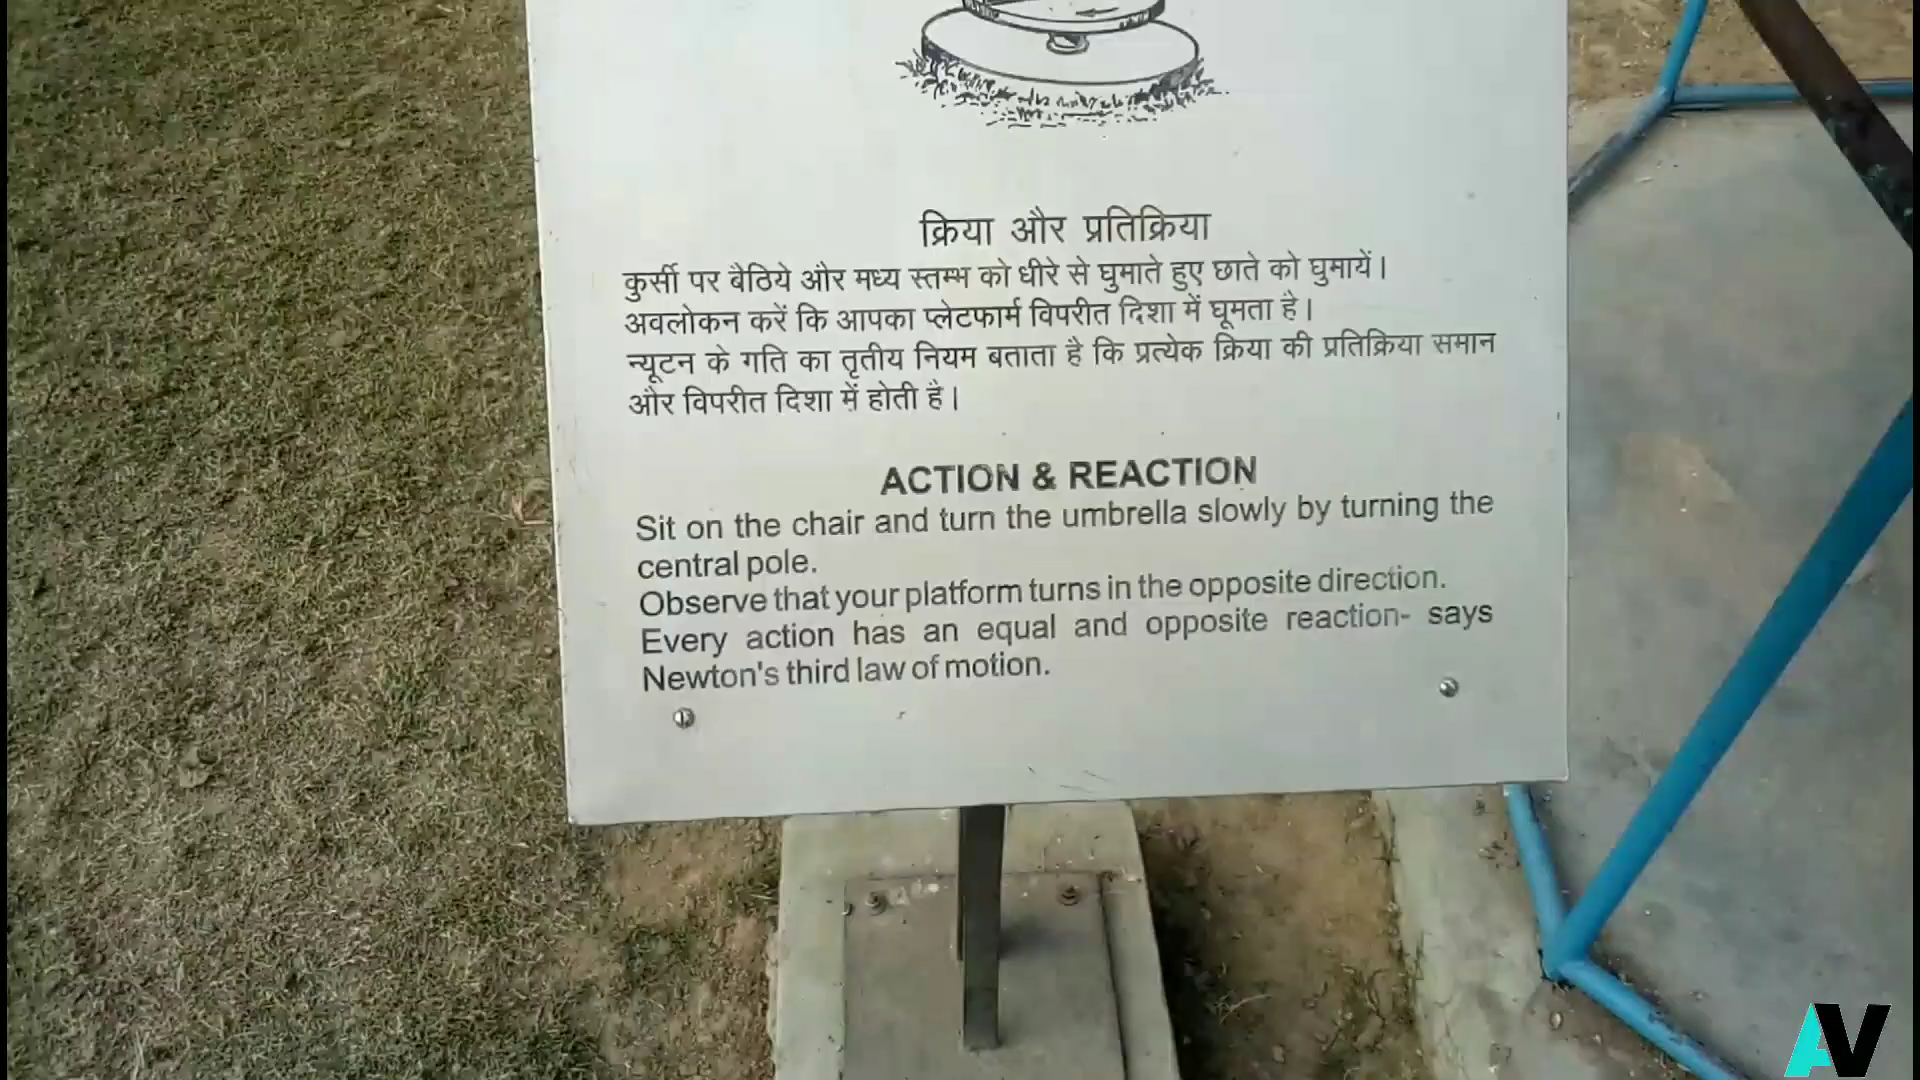 क्रिया और प्रतिक्रिया
कुर्सी पर बैठिये और मध्य स्तम्भ को धीरे से घुमाते हुए छाते को घुमायें।
अवलोकन करें कि आपका प्लेटफार्म विपरीत दिशा में घूमता है।
न्यूटन के गति का तृतीय नियम बताता है कि प्रत्येक क्रिया की प्रतिक्रिया समान
और विपरीत दिशा में होती है।
ACTION & REACTION
Sit on the chair and turn the umbrella slowly by turning the
central pole.
Observe that your platform turns in the opposite direction.
Every action has an equal and opposite reaction- says
Newton's third law of motion.
AV